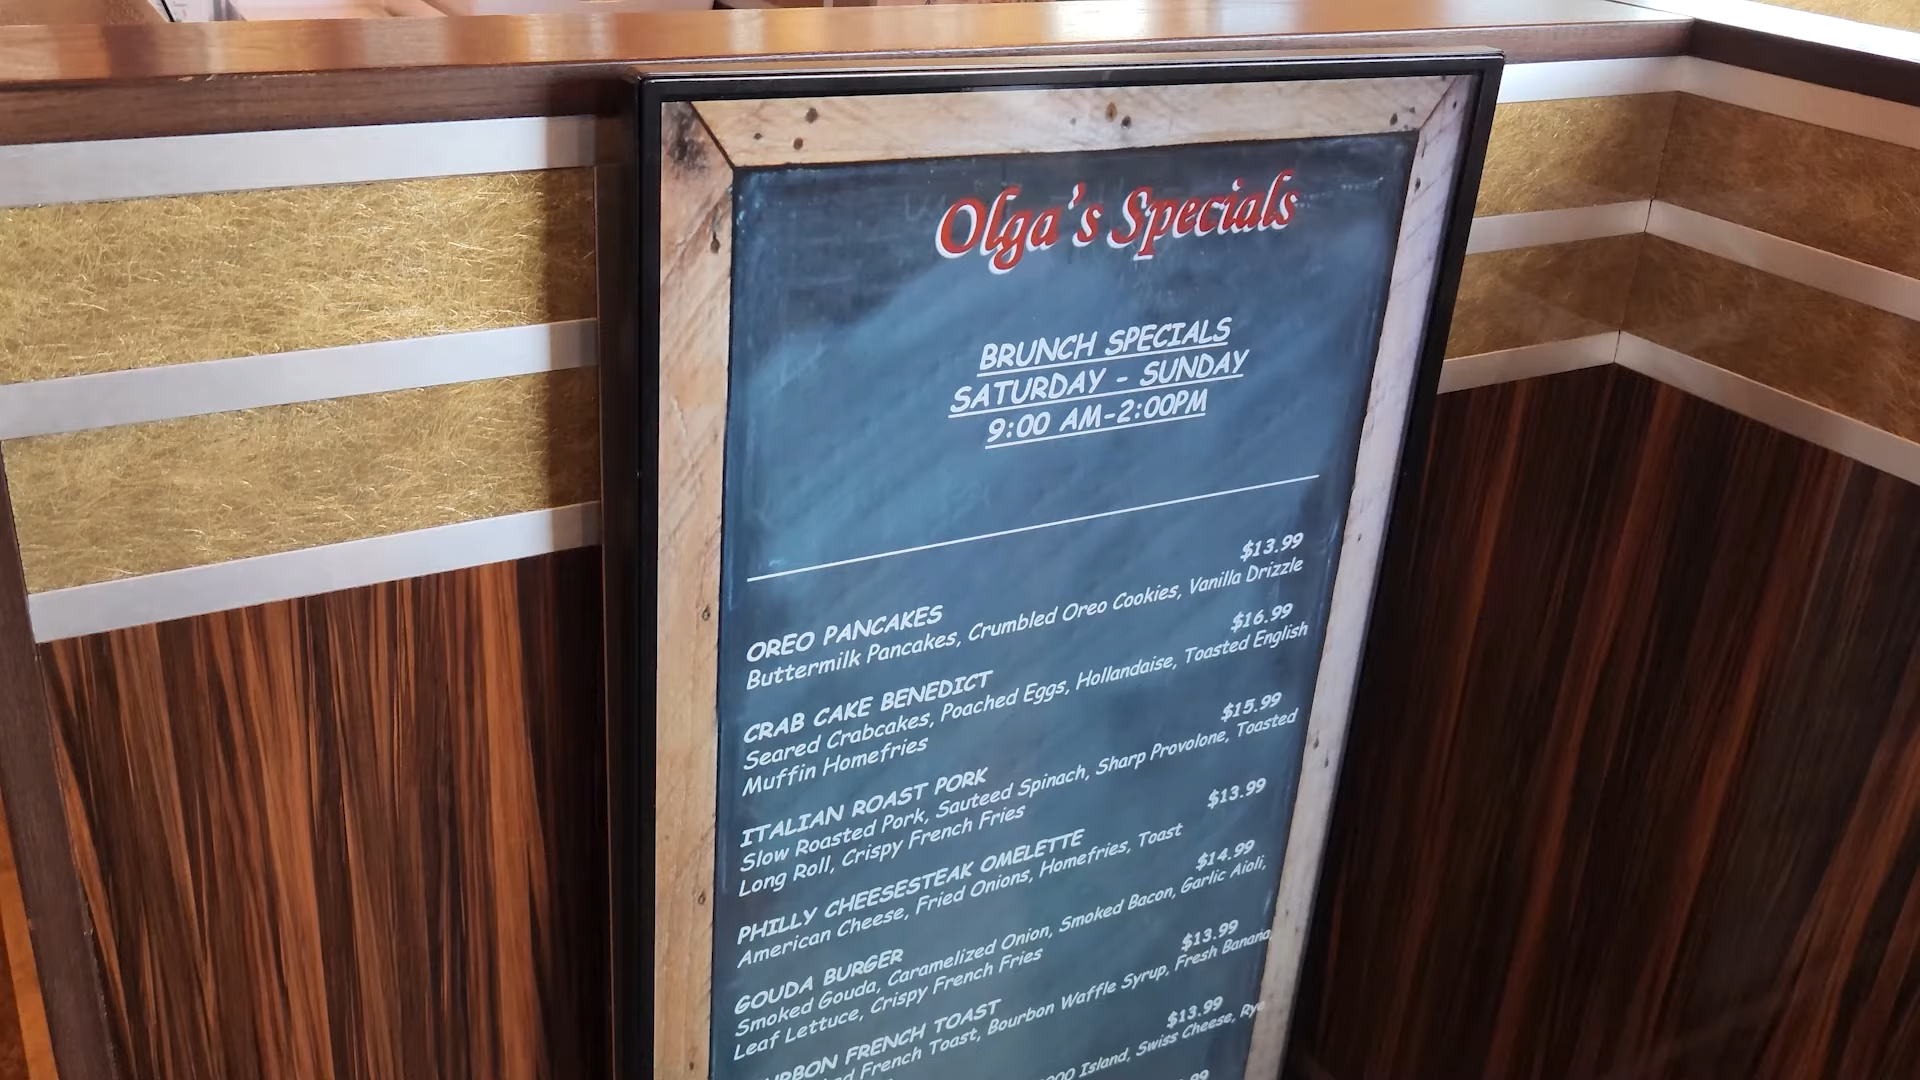 Olga's Specials
BRUNCH SPECIALS
SATURDAY - SUNDAY
9:00 AM-2:00PM
$13.99
OREO PANCAKES
Buttermilk Pancakes, Crumbled Oreo Cookies, Vanilla Drizzle
$16.99
CRAB CAKE BENEDICT
Seared Crabcakes, Poached Eggs, Hollandaise, Toasted English
Muffin Homefries
$15.99
ITALIAN ROAST PORK
Slow Roasted Pork, Sauteed Spinach, Sharp Provolone, Toasted
Long Roll, Crispy French Fries
$13.99
PHILLY CHEESESTEAK OMELETTE
American Cheese, Fried Onions, Homefries, Toast
$14.99
GOUDA BURGER
Smoked Gouda, Caramelized Onion, Smoked Bacon, Garlic Aioli,
Leaf Lettuce, Crispy French Fries
$13.99
FRENCH TOAST
French Toast, Bourbon Waffle Syrup, Fresh Banana,
$13.99
Island, Swiss Cheese, Rye